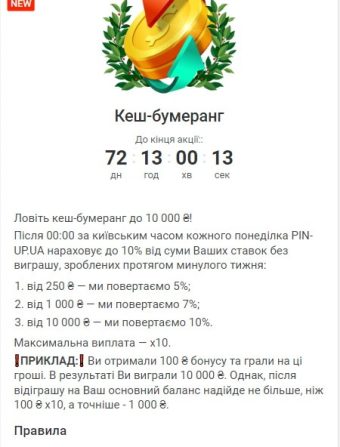 NEW
Кеш-бумеранг
До кінця акції::
72 : 13 : 00 : 13
дн год хв сек
Ловіть кеш-бумеранг до 10 000 ₴!
Після 00:00 за київським часом кожного понеділка PIN-
UP.UA нараховує до 10% від суми Ваших ставок без
виграшу, зроблених протягом минулого тижня:
1. від 250 ₴ — ми повертаємо 5%;
2. від 1 000 ₴ — ми повертаємо 7%;
3. від 10 000 ₴ — ми повертаємо 10%.
Максимальна виплата — x10.
❗ПРИКЛАД:❗ Ви отримали 100 ₴ бонусу та грали на ці
гроші. В результаті Ви виграли 10 000 ₴. Однак, після
відіграшу на Ваш основний баланс надійде не більше, ніж
100 ₴ x10, а точніше - 1 000 ₴.
Правила